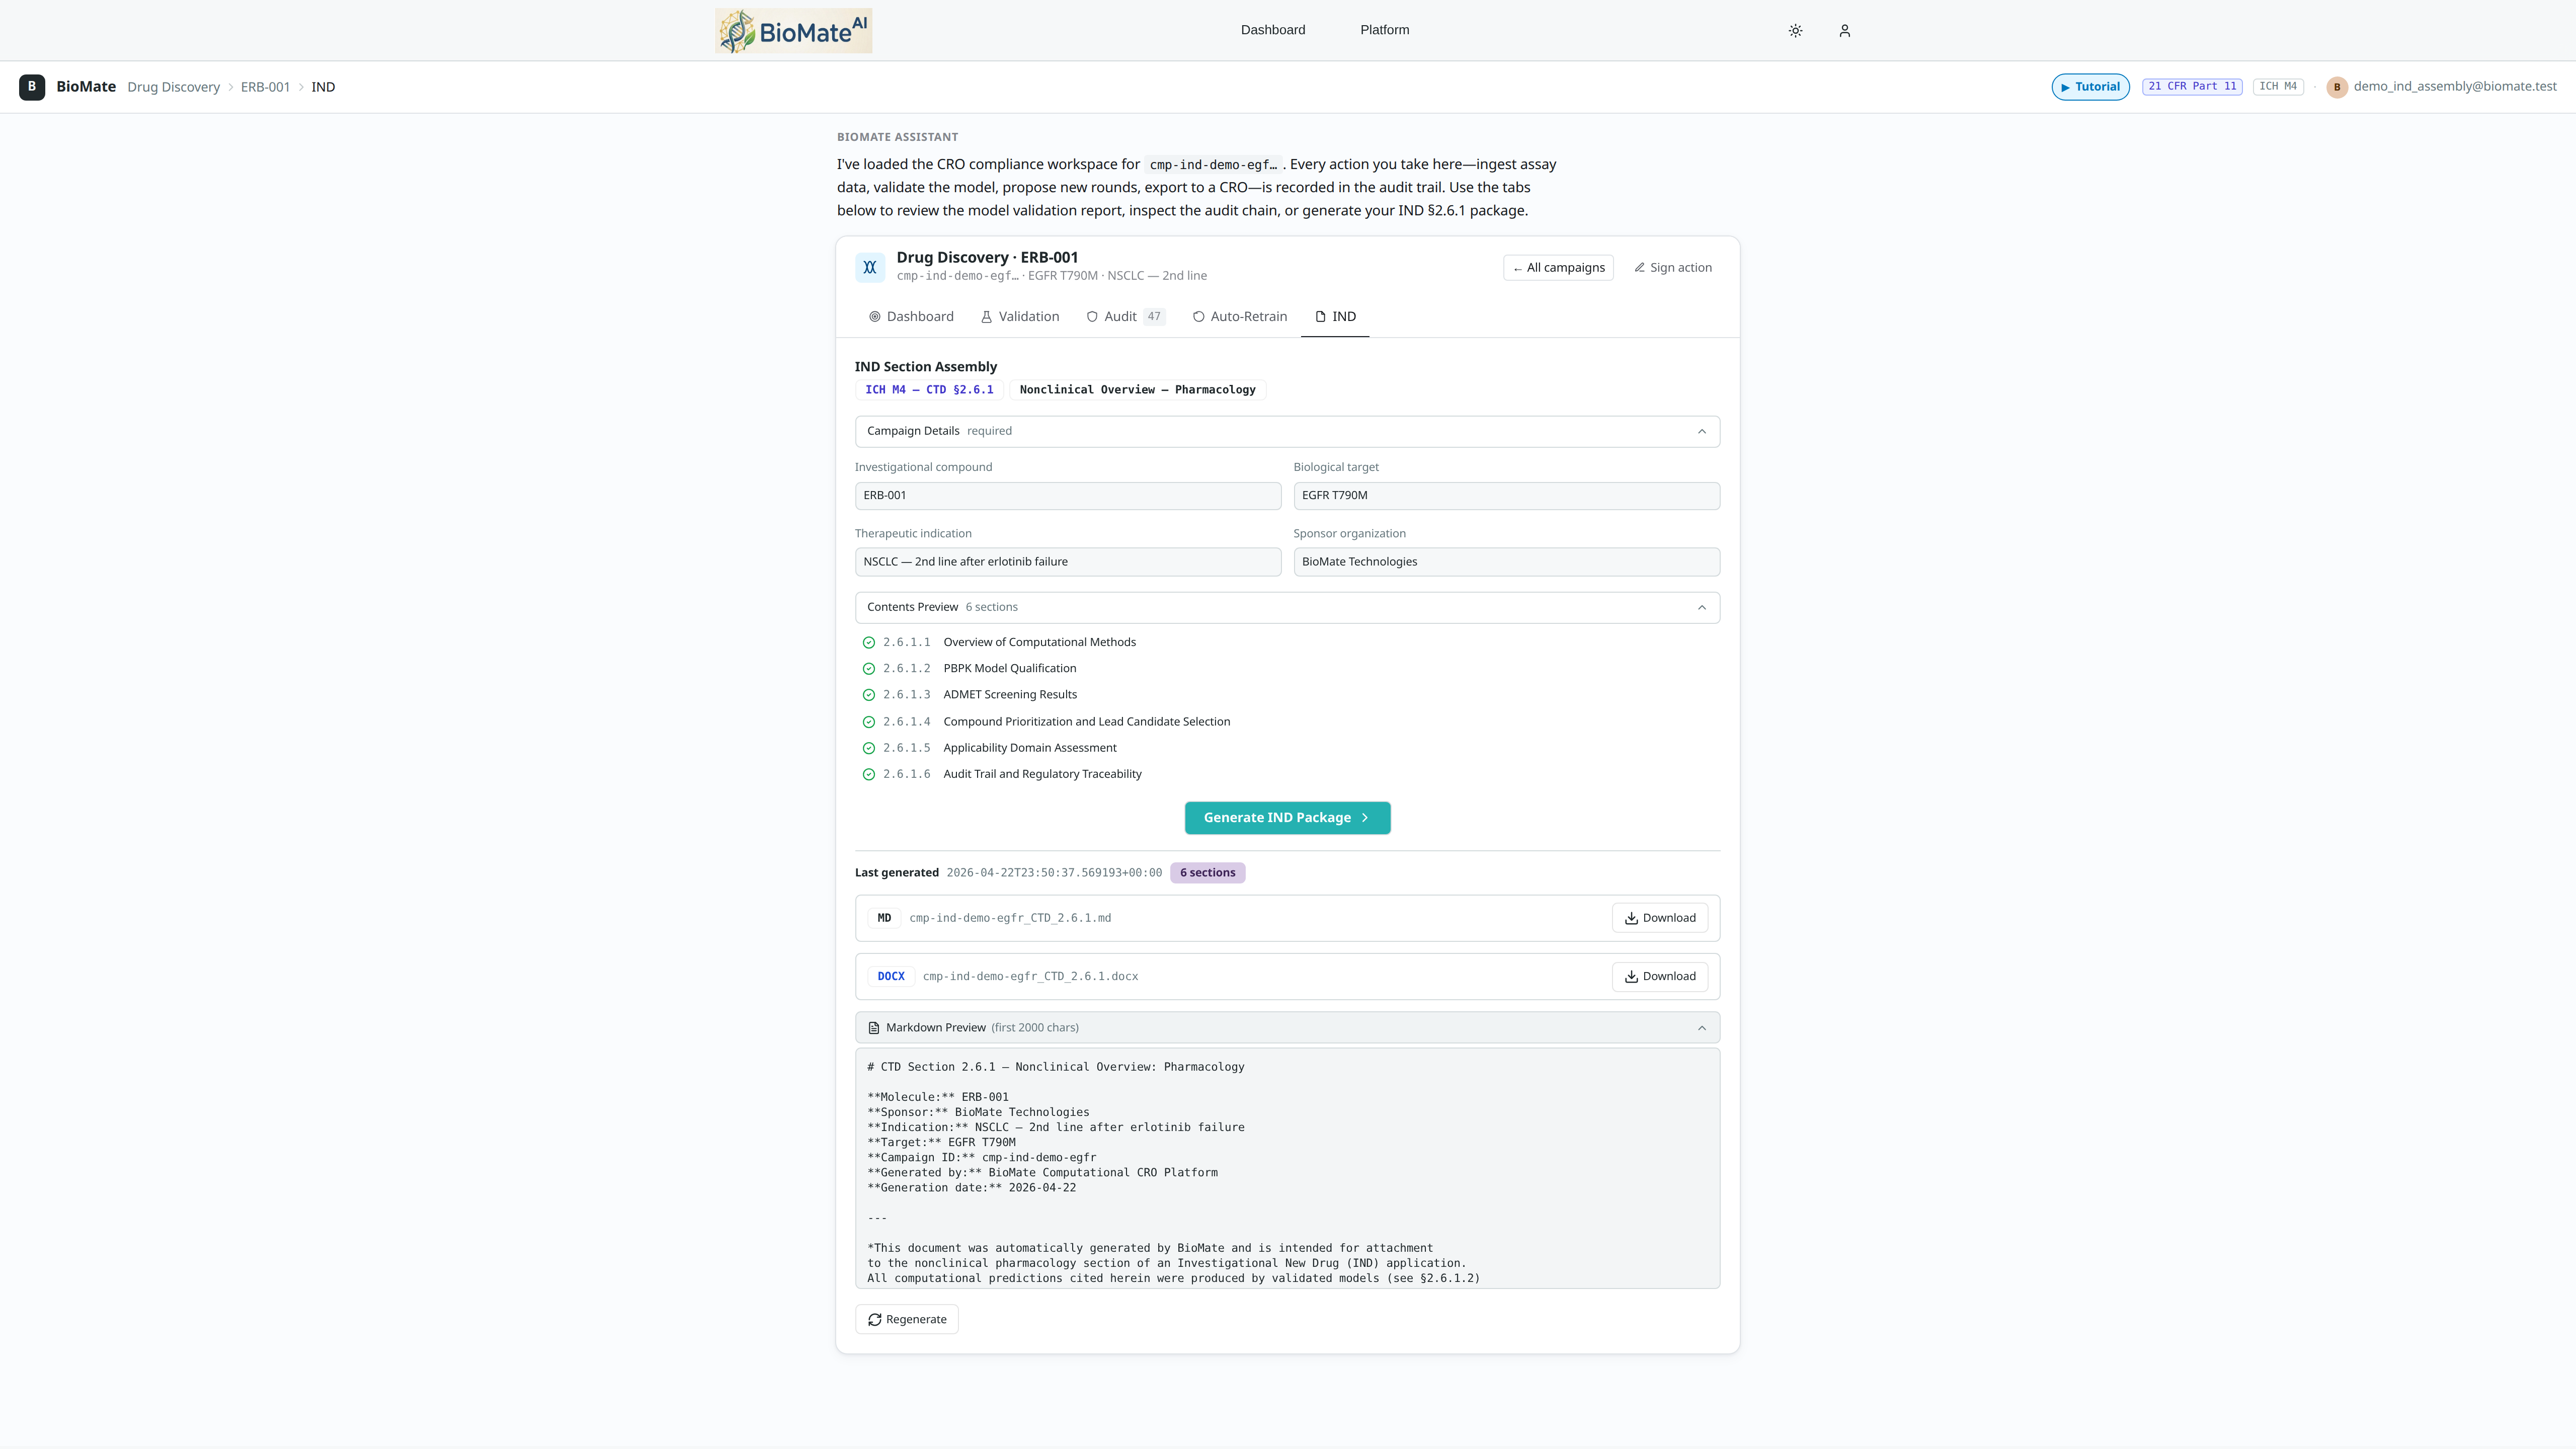 BioMate AI
Dashboard
Platform
B BioMate Drug Discovery > ERB-001 > IND
▶ Tutorial
21 CFR Part 11
ICH M4
·
B demo_ind_assembly@biomate.test
BIOMATE ASSISTANT
I've loaded the CRO compliance workspace for cmp-ind-demo-egf… . Every action you take here—ingest assay
data, validate the model, propose new rounds, export to a CRO—is recorded in the audit trail. Use the tabs
below to review the model validation report, inspect the audit chain, or generate your IND §2.6.1 package.
Drug Discovery · ERB-001
cmp-ind-demo-egf… · EGFR T790M · NSCLC — 2nd line
← All campaigns
Sign action
Dashboard
Validation
Audit 47
Auto-Retrain
IND
IND Section Assembly
ICH M4 — CTD §2.6.1
Nonclinical Overview — Pharmacology
Campaign Details required
Investigational compound
Biological target
ERB-001
EGFR T790M
Therapeutic indication
Sponsor organization
NSCLC — 2nd line after erlotinib failure
BioMate Technologies
Contents Preview 6 sections
2.6.1.1 Overview of Computational Methods
2.6.1.2 PBPK Model Qualification
2.6.1.3 ADMET Screening Results
2.6.1.4 Compound Prioritization and Lead Candidate Selection
2.6.1.5 Applicability Domain Assessment
2.6.1.6 Audit Trail and Regulatory Traceability
Generate IND Package >
Last generated 2026-04-22T23:50:37.569193+00:00 6 sections
MD cmp-ind-demo-egfr_CTD_2.6.1.md
Download
DOCX cmp-ind-demo-egfr_CTD_2.6.1.docx
Download
Markdown Preview (first 2000 chars)
# CTD Section 2.6.1 — Nonclinical Overview: Pharmacology
**Molecule:** ERB-001
**Sponsor:** BioMate Technologies
**Indication:** NSCLC — 2nd line after erlotinib failure
**Target:** EGFR T790M
**Campaign ID:** cmp-ind-demo-egfr
**Generated by:** BioMate Computational CRO Platform
**Generation date:** 2026-04-22
---
*This document was automatically generated by BioMate and is intended for attachment
to the nonclinical pharmacology section of an Investigational New Drug (IND) application.
All computational predictions cited herein were produced by validated models (see §2.6.1.2)
Regenerate